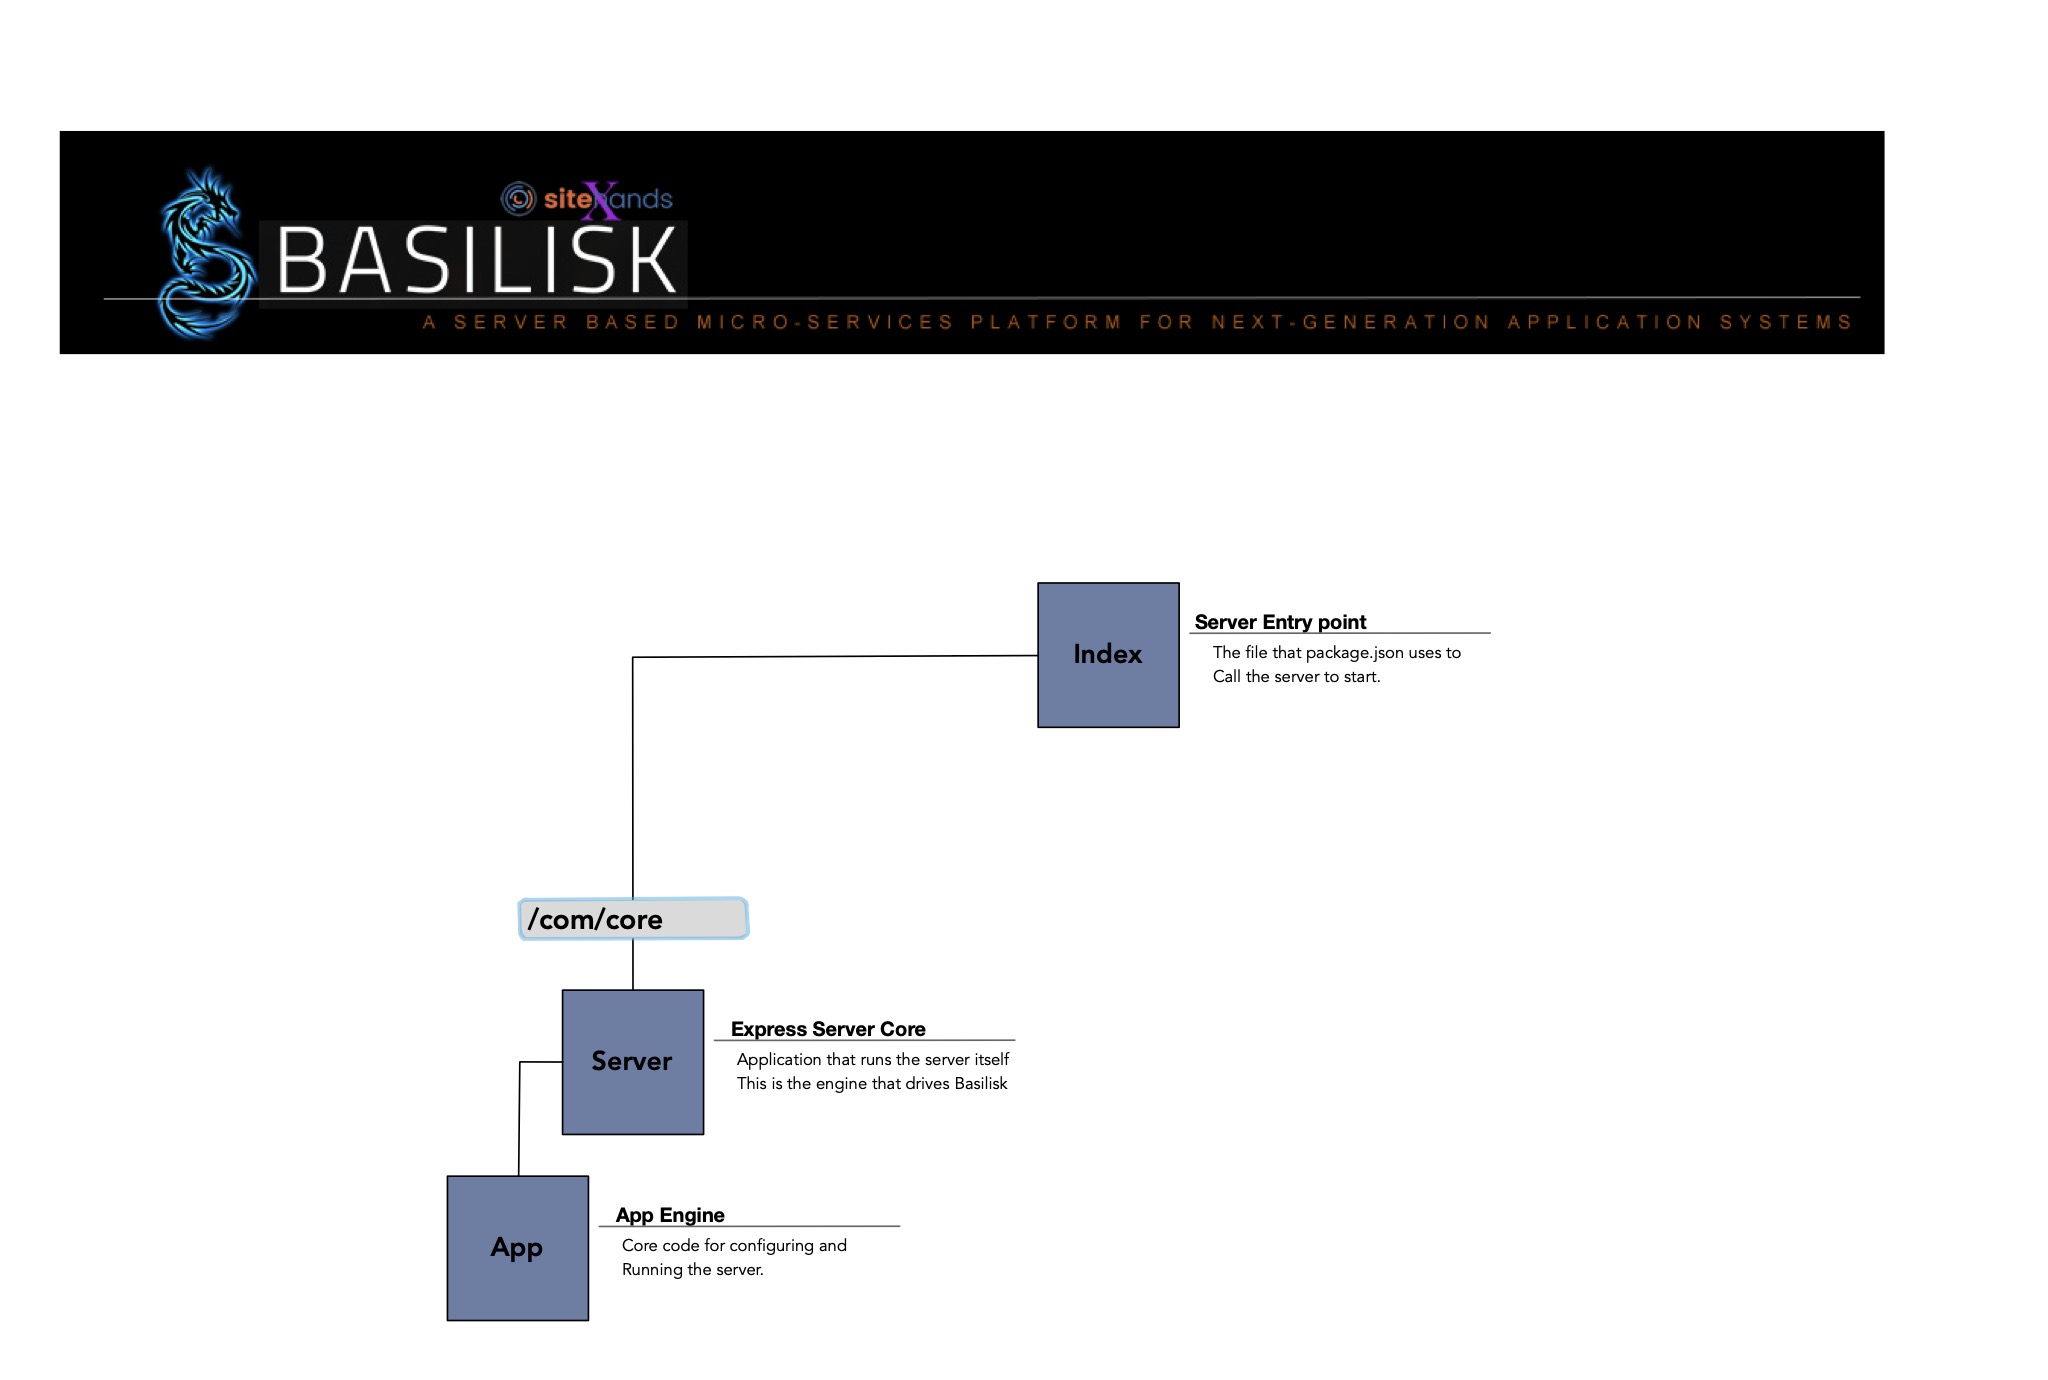 siteXhands
BASILISK
A SERVER BASED MICRO-SERVICES PLATFORM FOR NEXT-GENERATION APPLICATION SYSTEMS
Index
Server Entry point
The file that package.json uses to
Call the server to start.
/com/core
Server
Express Server Core
Application that runs the server itself
This is the engine that drives Basilisk
App
App Engine
Core code for configuring and
Running the server.